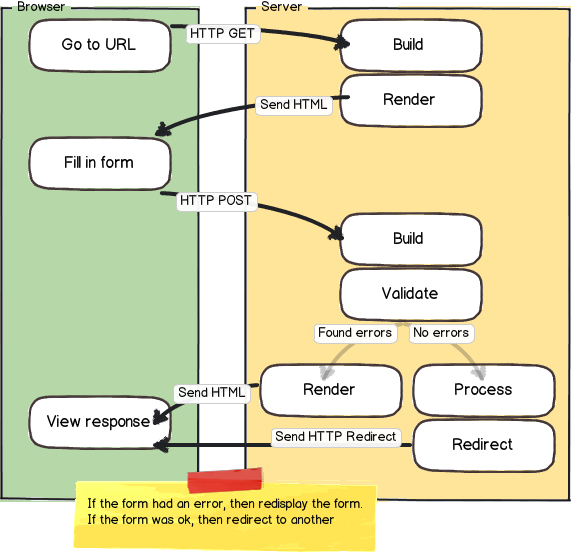 Browser
Server
Go to URL
HTTP GET
Build
Send HTML
Render
Fill in form
HTTP POST
Build
Validate
Found errors
No errors
Send HTML
Render
Process
View response
Send HTTP Redirect
Redirect
If the form had an error, then redisplay the form.
If the form was ok, then redirect to another